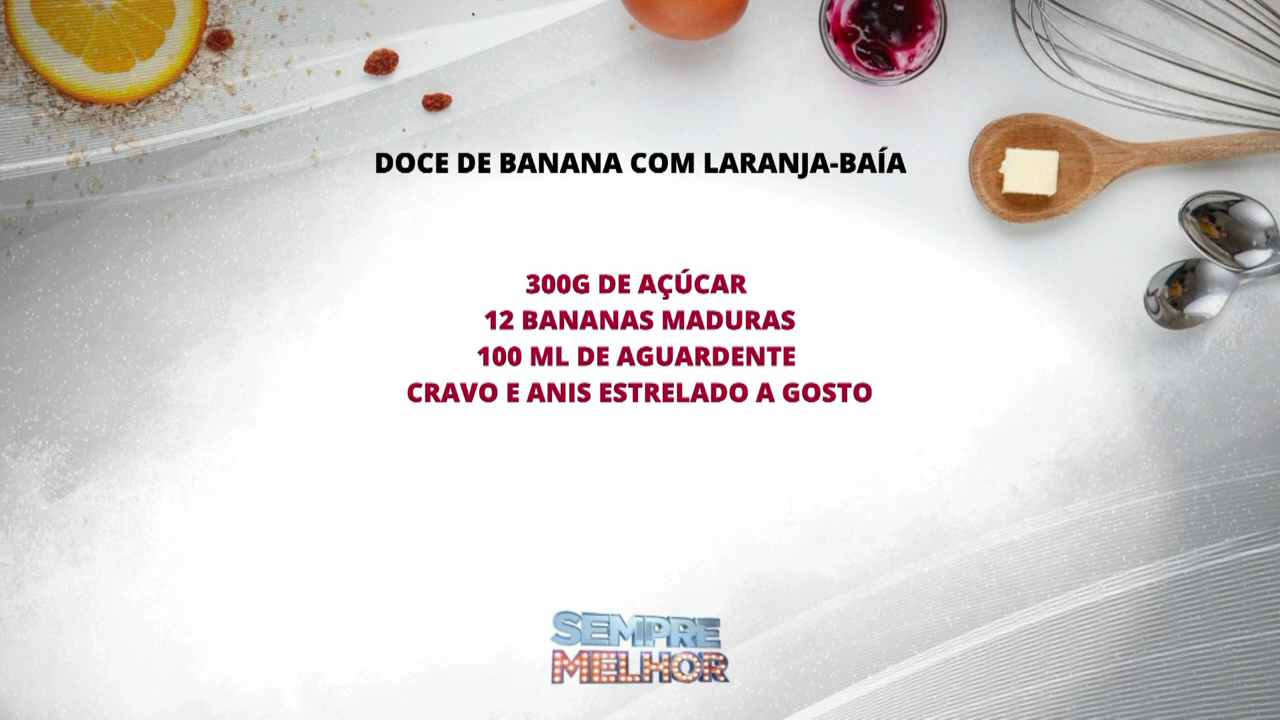 DOCE DE BANANA COM LARANJA-BAÍA
300G DE AÇÚCAR
12 BANANAS MADURAS
100 ML DE AGUARDENTE
CRAVO E ANIS ESTRELADO A GOSTO
SEMPRE
MELHOR